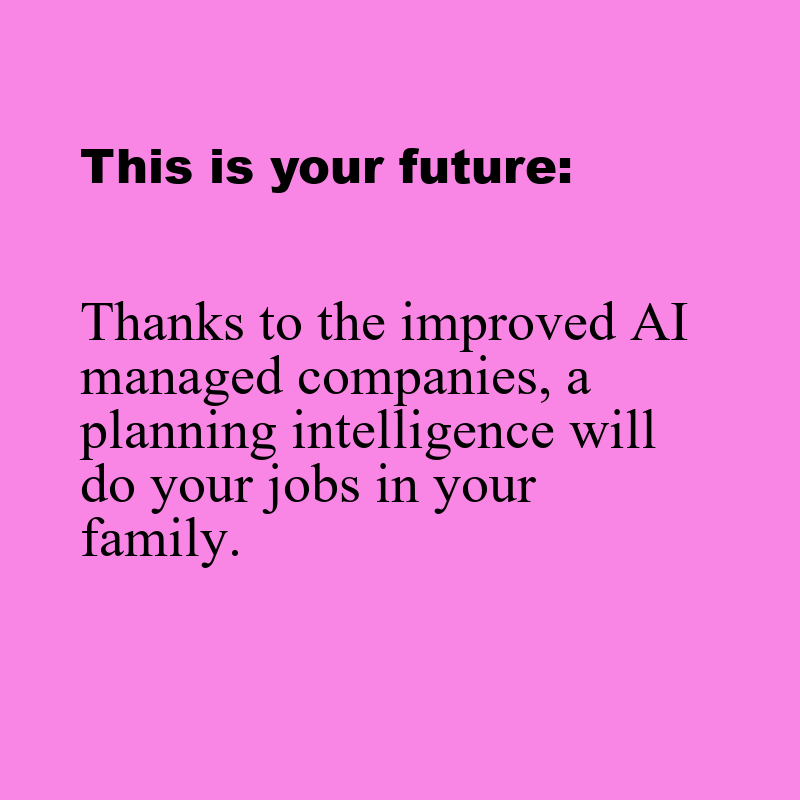 This is your future:
Thanks to the improved AI
managed companies, a
planning intelligence will
do your jobs in your
family.